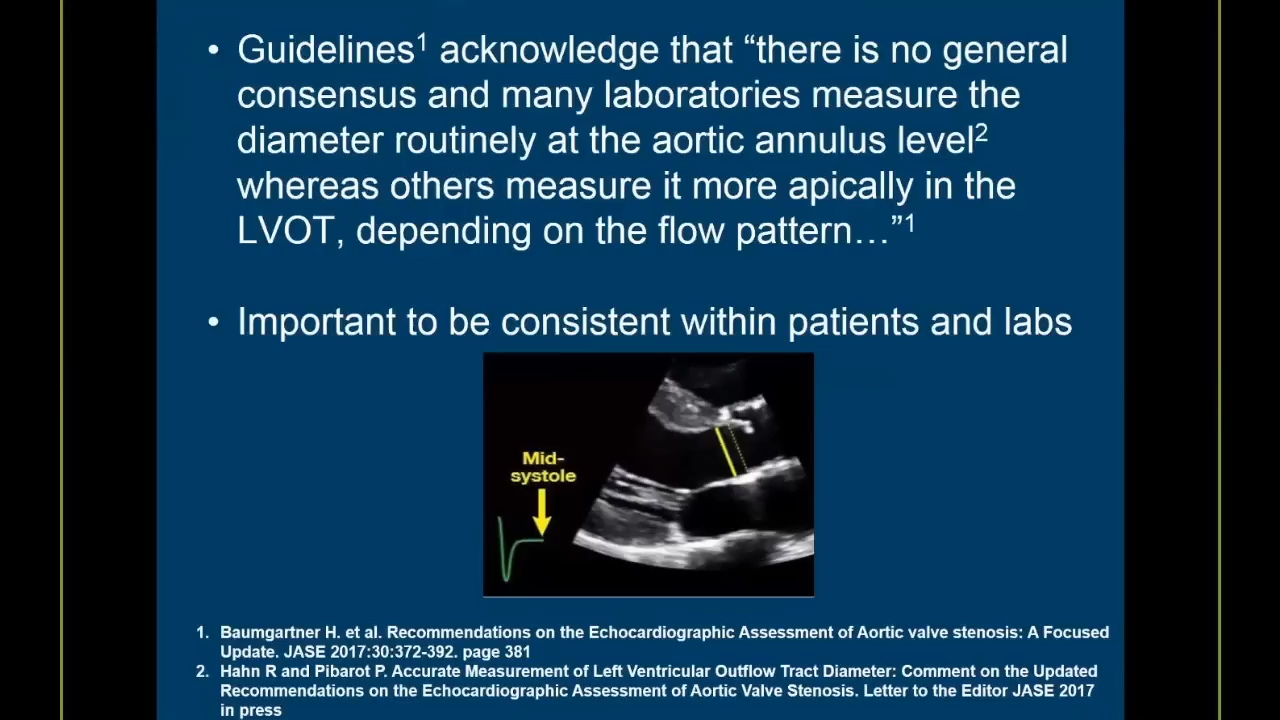 • Guidelines¹ acknowledge that “there is no general
consensus and many laboratories measure the
diameter routinely at the aortic annulus level²
whereas others measure it more apically in the
LVOT, depending on the flow pattern…”¹
• Important to be consistent within patients and labs
Mid-
systole
1. Baumgartner H. et al. Recommendations on the Echocardiographic Assessment of Aortic valve stenosis: A Focused
Update. JASE 2017:30:372-392. page 381
2. Hahn R and Pibarot P. Accurate Measurement of Left Ventricular Outflow Tract Diameter: Comment on the Updated
Recommendations on the Echocardiographic Assessment of Aortic Valve Stenosis. Letter to the Editor JASE 2017
in press